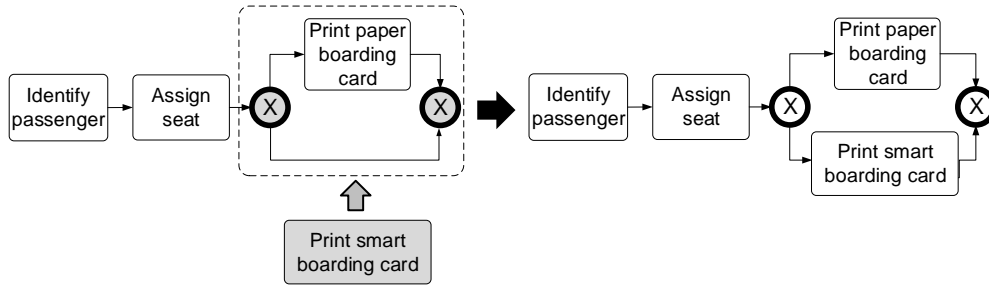 Print paper
boarding
card
Identify
passenger
Assign
seat
X
X
Print smart
boarding card
Identify
passenger
Assign
seat
X
Print paper
boarding
card
X
Print smart
boarding card